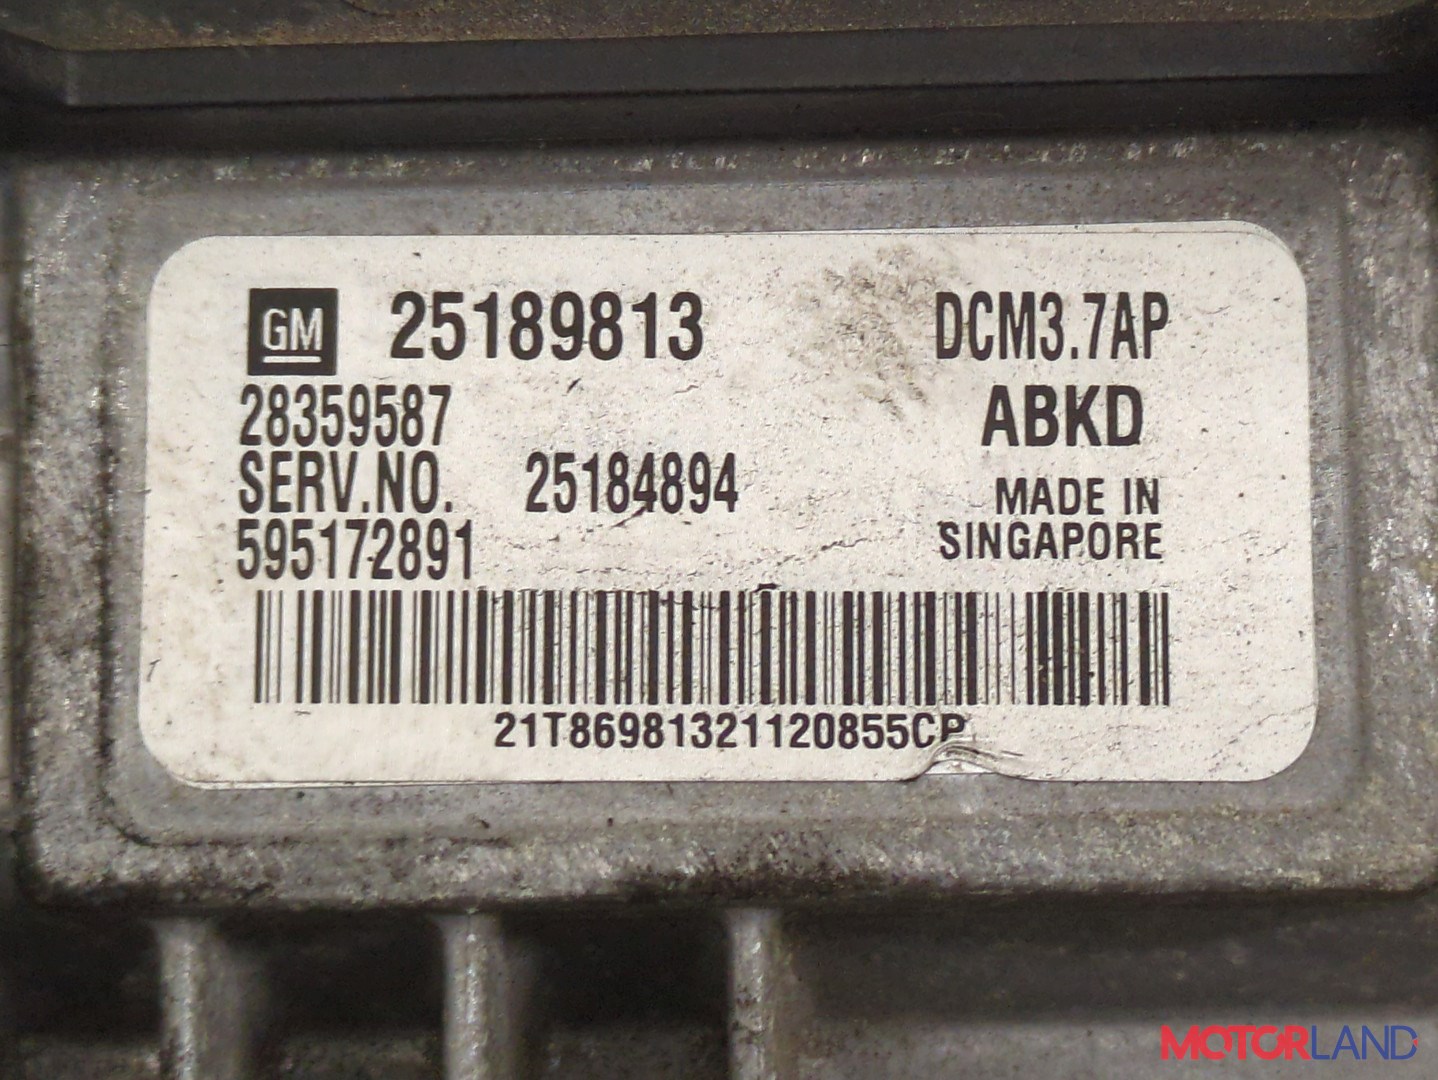 GM 25189813 DCM3.7AP
28359587 ABKD
SERV.NO. 25184894 MADE IN
595172891 SINGAPORE
21T86981321120855CP
MOTORLAND